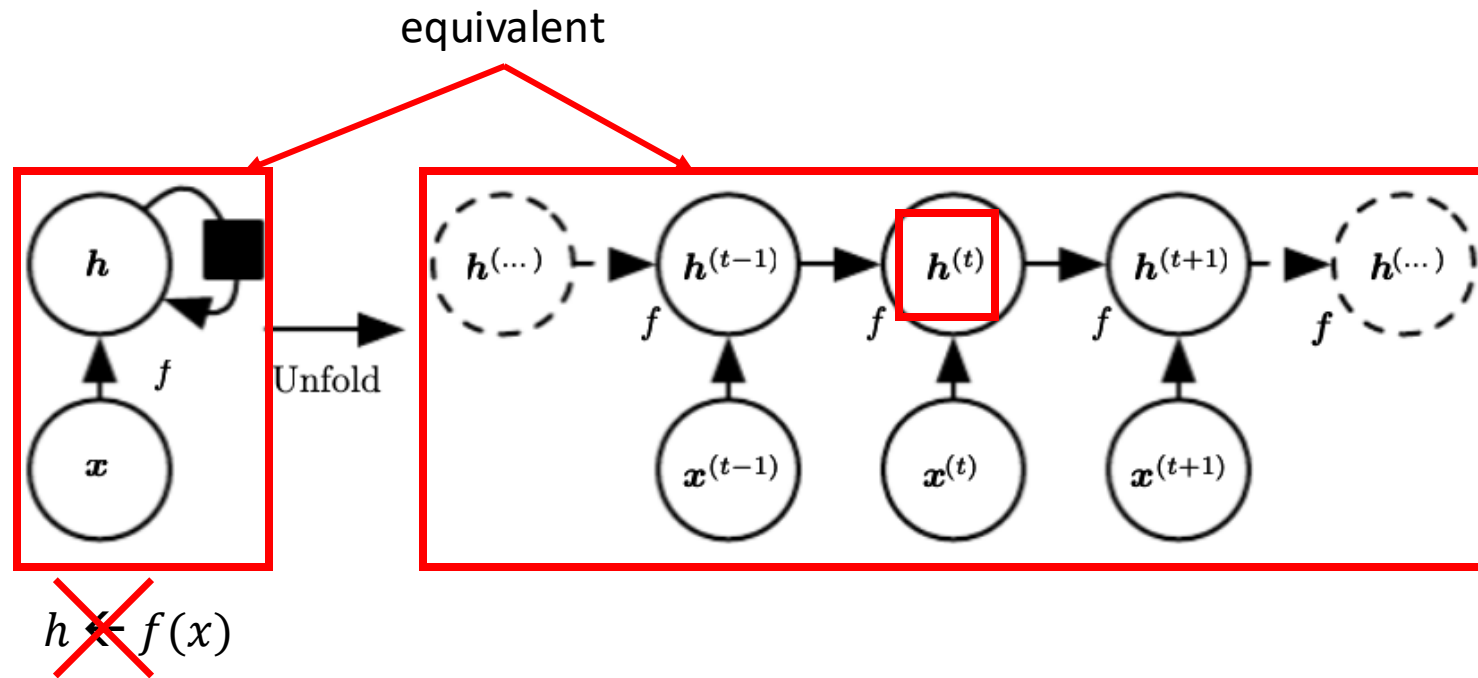 equivalent
h h^(...) h^(t−1) h^(t) h^(t+1) h^(...)
f f f f
f Unfold
x x^(t−1) x^(t) x^(t+1)
h ← f(x)